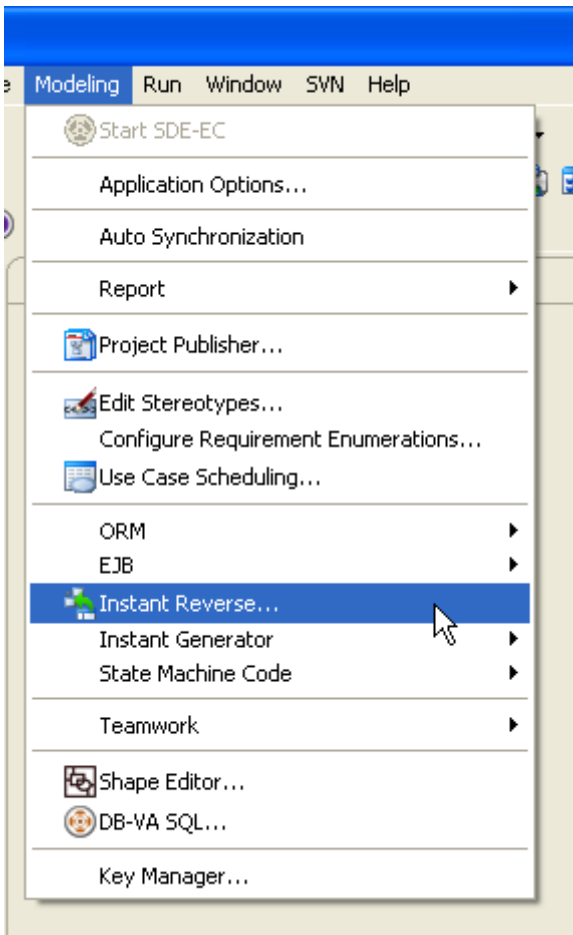 Modeling Run Window SVN Help
Start SDE-EC
Application Options...
Auto Synchronization
Report
Project Publisher...
Edit Stereotypes...
Configure Requirement Enumerations...
Use Case Scheduling...
ORM
EJB
Instant Reverse...
Instant Generator
State Machine Code
Teamwork
Shape Editor...
DB-VA SQL...
Key Manager...